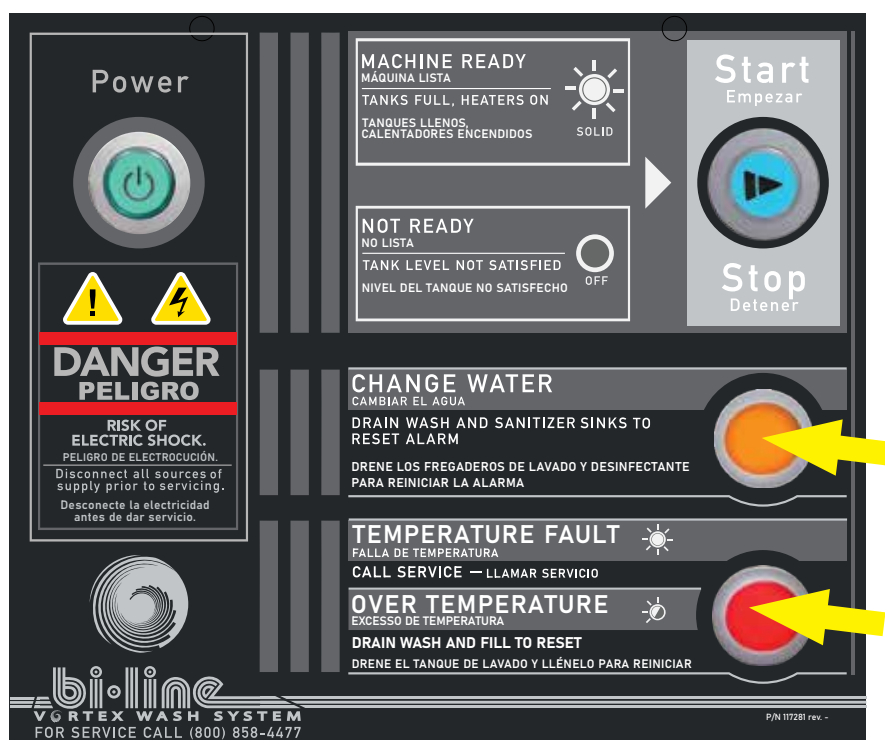 Power
DANGER
PELIGRO
RISK OF
ELECTRIC SHOCK.
PELIGRO DE ELECTROCUCIÓN.
Disconnect all sources of
supply prior to servicing.
Desconecte la electricidad
antes de dar servicio.
MACHINE READY
MÁQUINA LISTA
TANKS FULL, HEATERS ON
TANQUES LLENOS,
CALENTADORES ENCENDIDOS
SOLID
NOT READY
NO LISTA
TANK LEVEL NOT SATISFIED
NIVEL DEL TANQUE NO SATISFECHO
OFF
Start
Empezar
Stop
Detener
CHANGE WATER
CAMBIAR EL AGUA
DRAIN WASH AND SANITIZER SINKS TO
RESET ALARM
DRENE LOS FREGADEROS DE LAVADO Y DESINFECTANTE
PARA REINICIAR LA ALARMA
TEMPERATURE FAULT
FALLA DE TEMPERATURA
CALL SERVICE — LLAMAR SERVICIO
OVER TEMPERATURE
EXCESSO DE TEMPERATURA
DRAIN WASH AND FILL TO RESET
DRENE EL TANQUE DE LAVADO Y LLÉNELO PARA REINICIAR
bi•line
VORTEX WASH SYSTEM
FOR SERVICE CALL (800) 858-4477
P/N 117281 rev. -